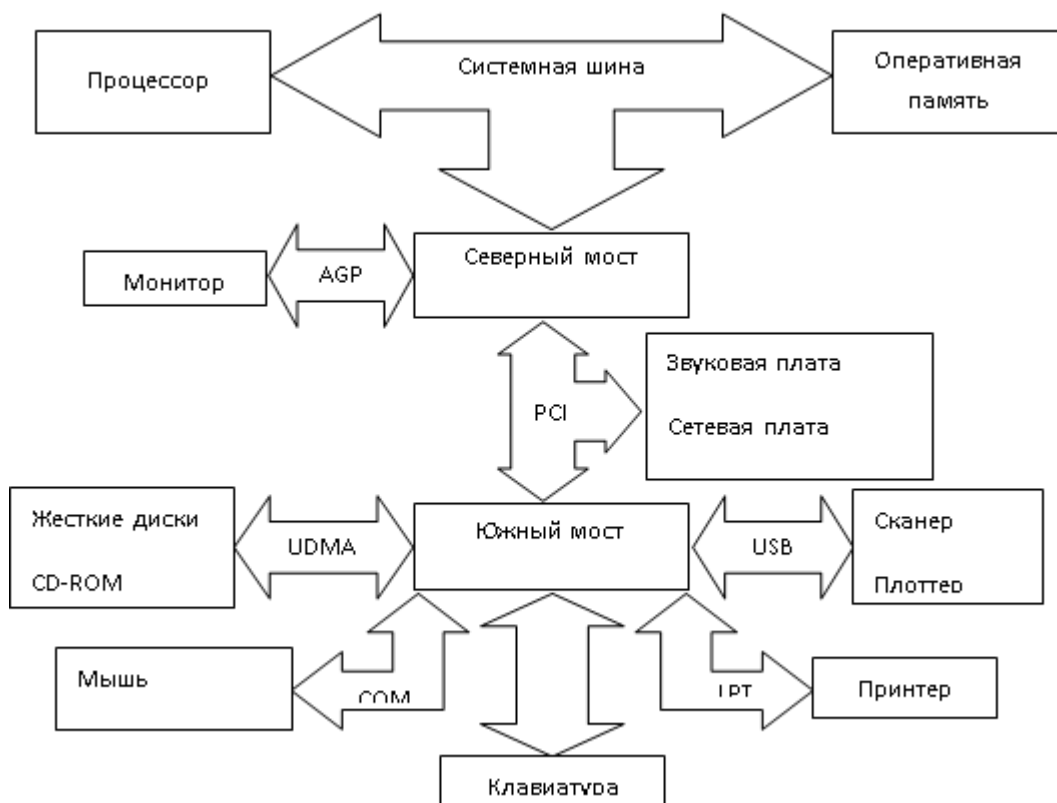 Процессор
Системная шина
Оперативная
память
Северный мост
AGP
Монитор
Звуковая плата
PCI
Сетевая плата
Жесткие диски
CD-ROM
UDMA
Южный мост
USB
Сканер
Плоттер
Мышь
COM
LPT
Принтер
Клавиатура